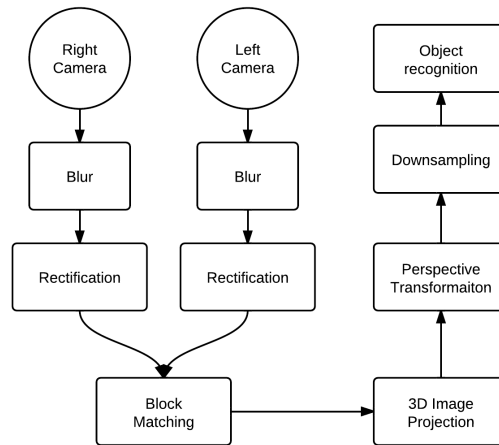 Right
Camera
Left
Camera
Object
recognition
Blur
Blur
Downsampling
Rectification
Rectification
Perspective
Transformaiton
Block
Matching
3D Image
Projection